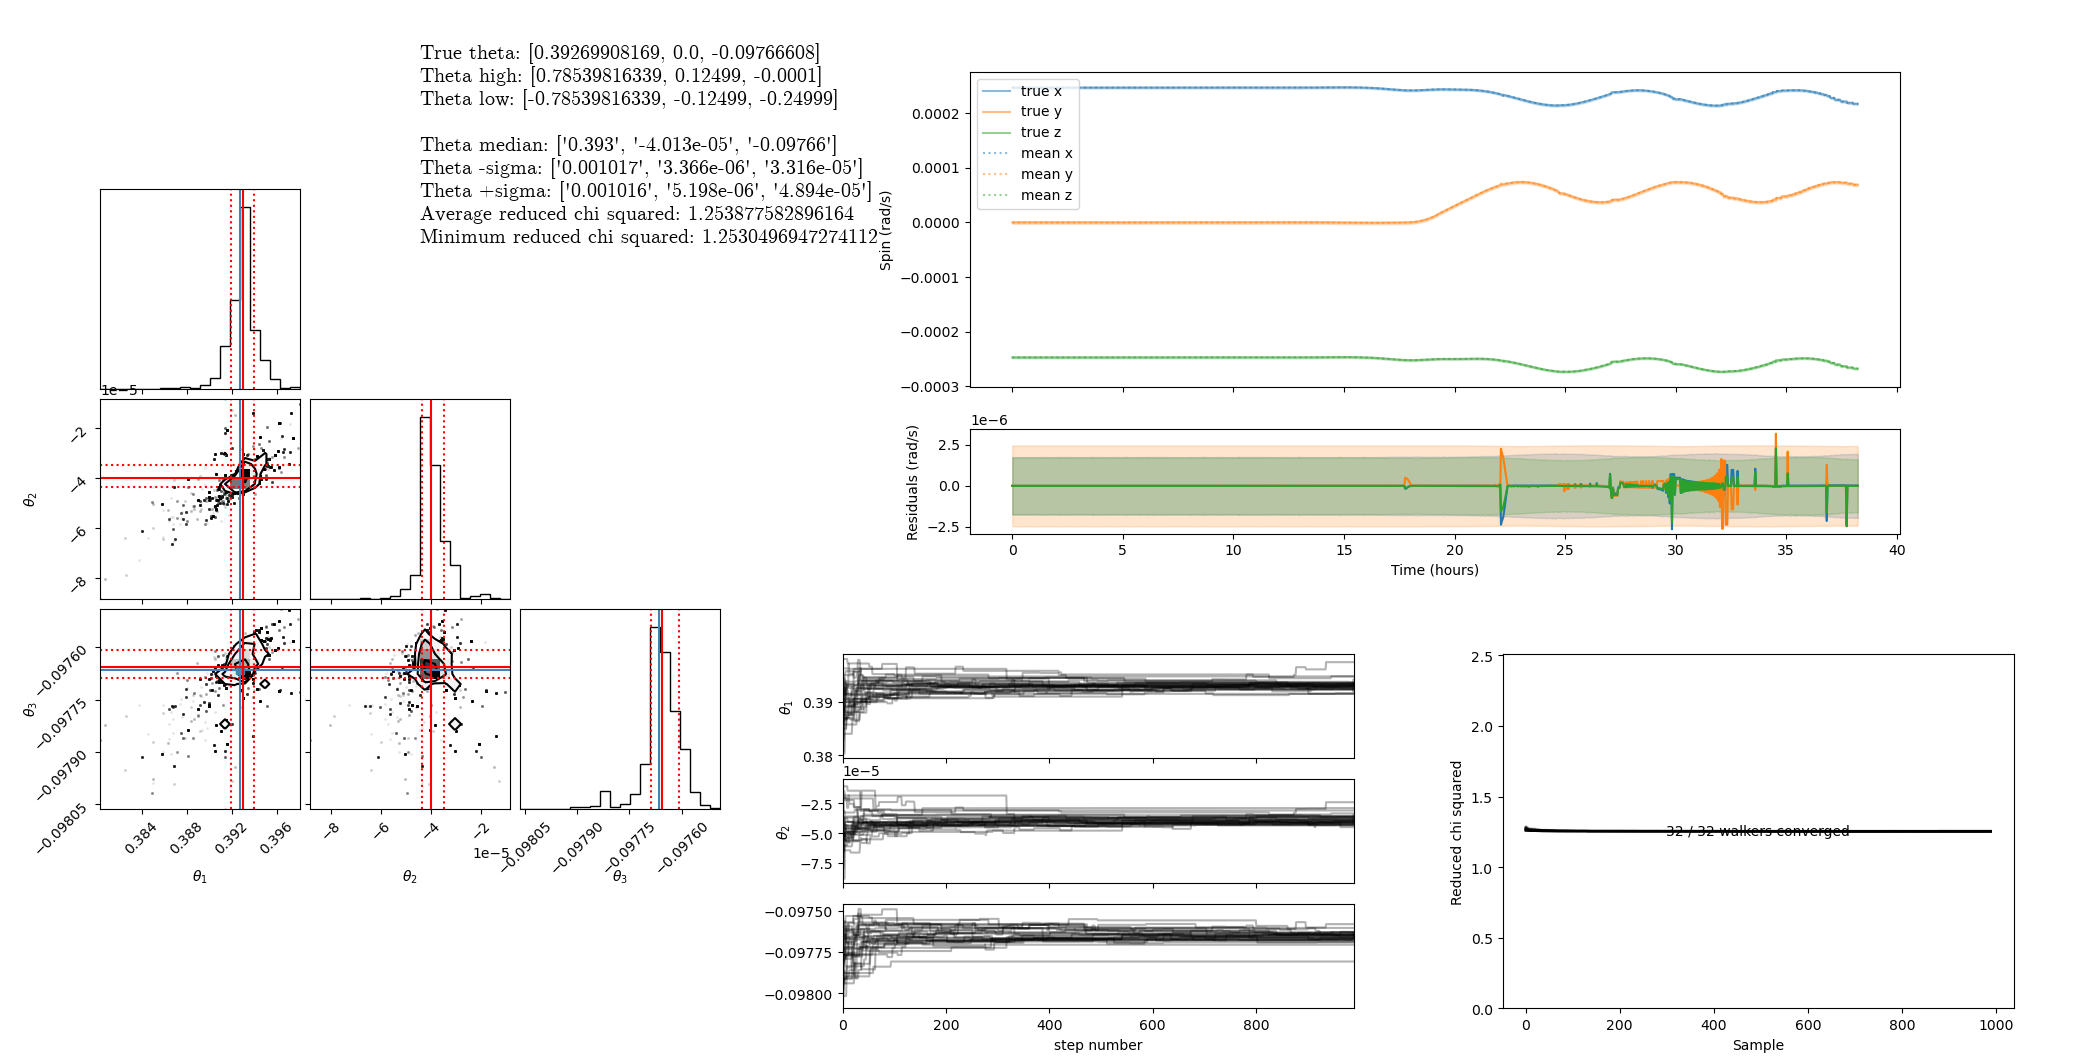 True theta: [0.39269908169, 0.0, -0.09766608]
Theta high: [0.78539816339, 0.12499, -0.0001]
Theta low: [-0.78539816339, -0.12499, -0.24999]
Theta median: ['0.393', '-4.013e-05', '-0.09766']
Theta -sigma: ['0.001017', '3.366e-06', '3.316e-05']
Theta +sigma: ['0.001016', '5.198e-06', '4.894e-05']
Average reduced chi squared: 1.253877582896164
Minimum reduced chi squared: 1.2530496947274112
true x
true y
true z
mean x
mean y
mean z
0.0002
0.0001
0.0000
−0.0001
−0.0002
−0.0003
Spin (rad/s)
1e−6
2.5
0.0
−2.5
Residuals (rad/s)
0 5 10 15 20 25 30 35 40
Time (hours)
1e−5
−2
−4
−6
−8
θ2
−0.09760
−0.09775
−0.09790
−0.09805
θ3
0.384 0.388 0.392 0.396
θ1
−8 −6 −4 −2
1e−5
θ2
−0.09805 −0.09790 −0.09775 −0.09760
θ3
0.39
0.38
θ1
1e−5
−2.5
−5.0
−7.5
θ2
−0.09750
−0.09775
−0.09800
0 200 400 600 800
step number
2.5
2.0
1.5
1.0
0.5
0.0
Reduced chi squared
32 / 32 walkers converged
0 200 400 600 800 1000
Sample